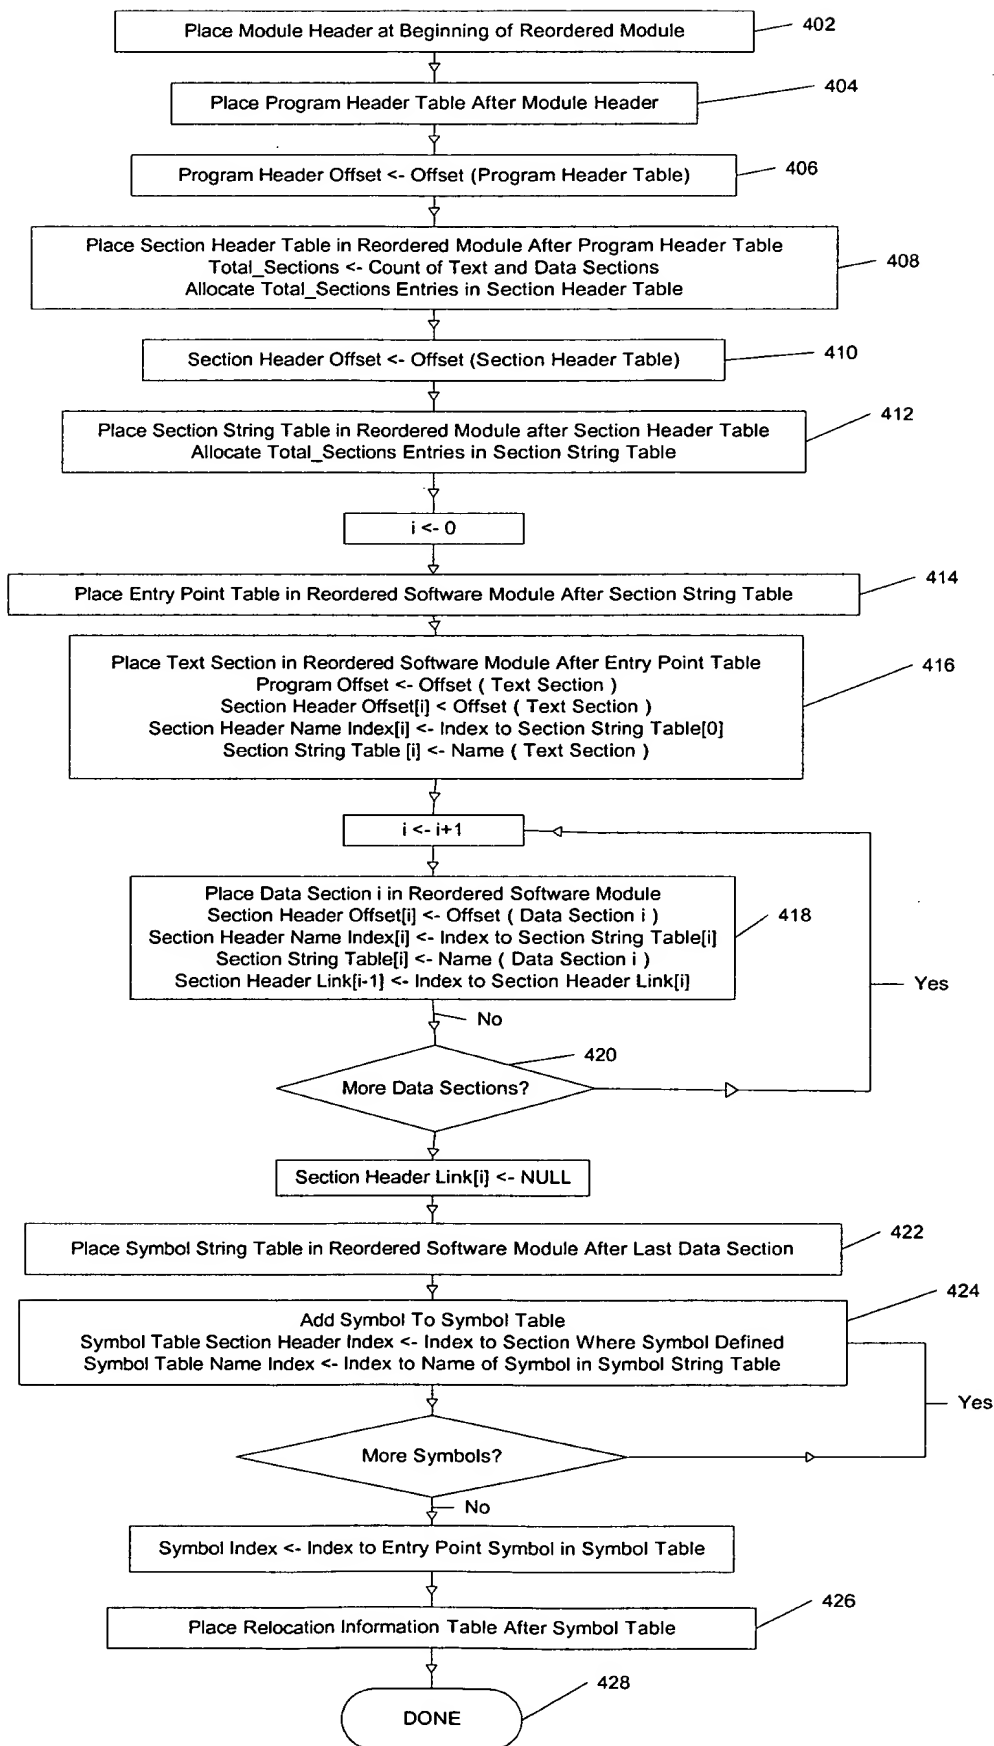 Place Module Header at Beginning of Reordered Module
402
Place Program Header Table After Module Header
404
Program Header Offset <- Offset (Program Header Table)
406
Place Section Header Table in Reordered Module After Program Header Table
Total_Sections <- Count of Text and Data Sections
Allocate Total_Sections Entries in Section Header Table
408
Section Header Offset <- Offset (Section Header Table)
410
Place Section String Table in Reordered Module after Section Header Table
Allocate Total_Sections Entries in Section String Table
412
i <- 0
Place Entry Point Table in Reordered Software Module After Section String Table
414
Place Text Section in Reordered Software Module After Entry Point Table
Program Offset <- Offset ( Text Section )
Section Header Offset[i] < Offset ( Text Section )
Section Header Name Index[i] <- Index to Section String Table[0]
Section String Table [i] <- Name ( Text Section )
416
i <- i+1
Place Data Section i in Reordered Software Module
Section Header Offset[i] <- Offset ( Data Section i )
Section Header Name Index[i] <- Index to Section String Table[i]
Section String Table[i] <- Name ( Data Section i )
Section Header Link[i-1] <- Index to Section Header Link[i]
418
Yes
No
420
More Data Sections?
Section Header Link[i] <- NULL
Place Symbol String Table in Reordered Software Module After Last Data Section
422
Add Symbol To Symbol Table
Symbol Table Section Header Index <- Index to Section Where Symbol Defined
Symbol Table Name Index <- Index to Name of Symbol in Symbol String Table
424
Yes
More Symbols?
No
Symbol Index <- Index to Entry Point Symbol in Symbol Table
Place Relocation Information Table After Symbol Table
426
DONE
428